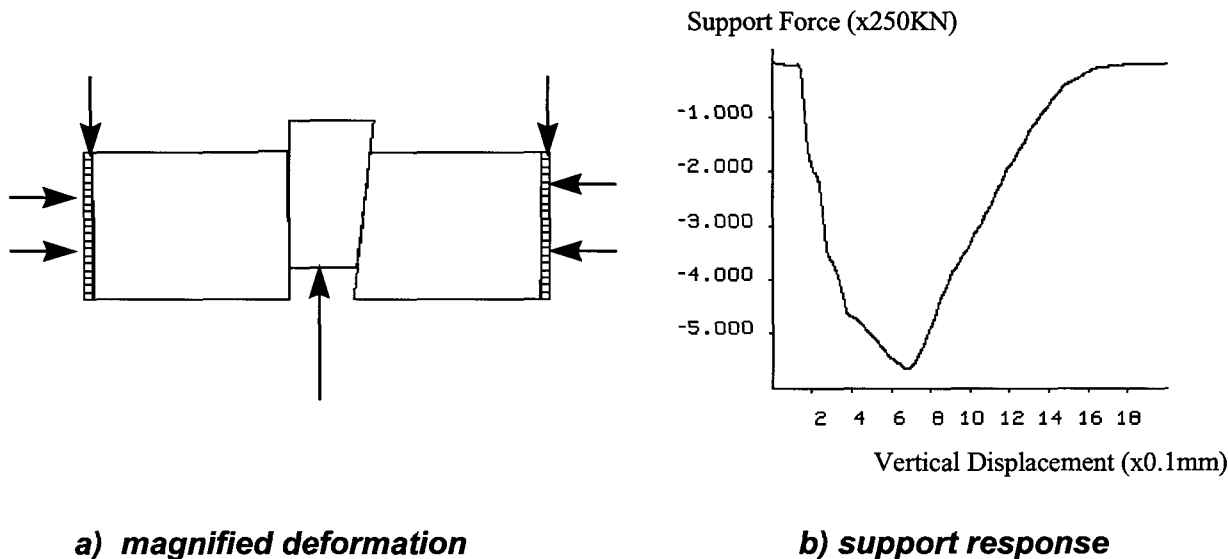 Support Force (x250KN)
-1.000
-2.000
-3.000
-4.000
-5.000
2 4 6 8 10 12 14 16 18
Vertical Displacement (x0.1mm)
a) magnified deformation
b) support response